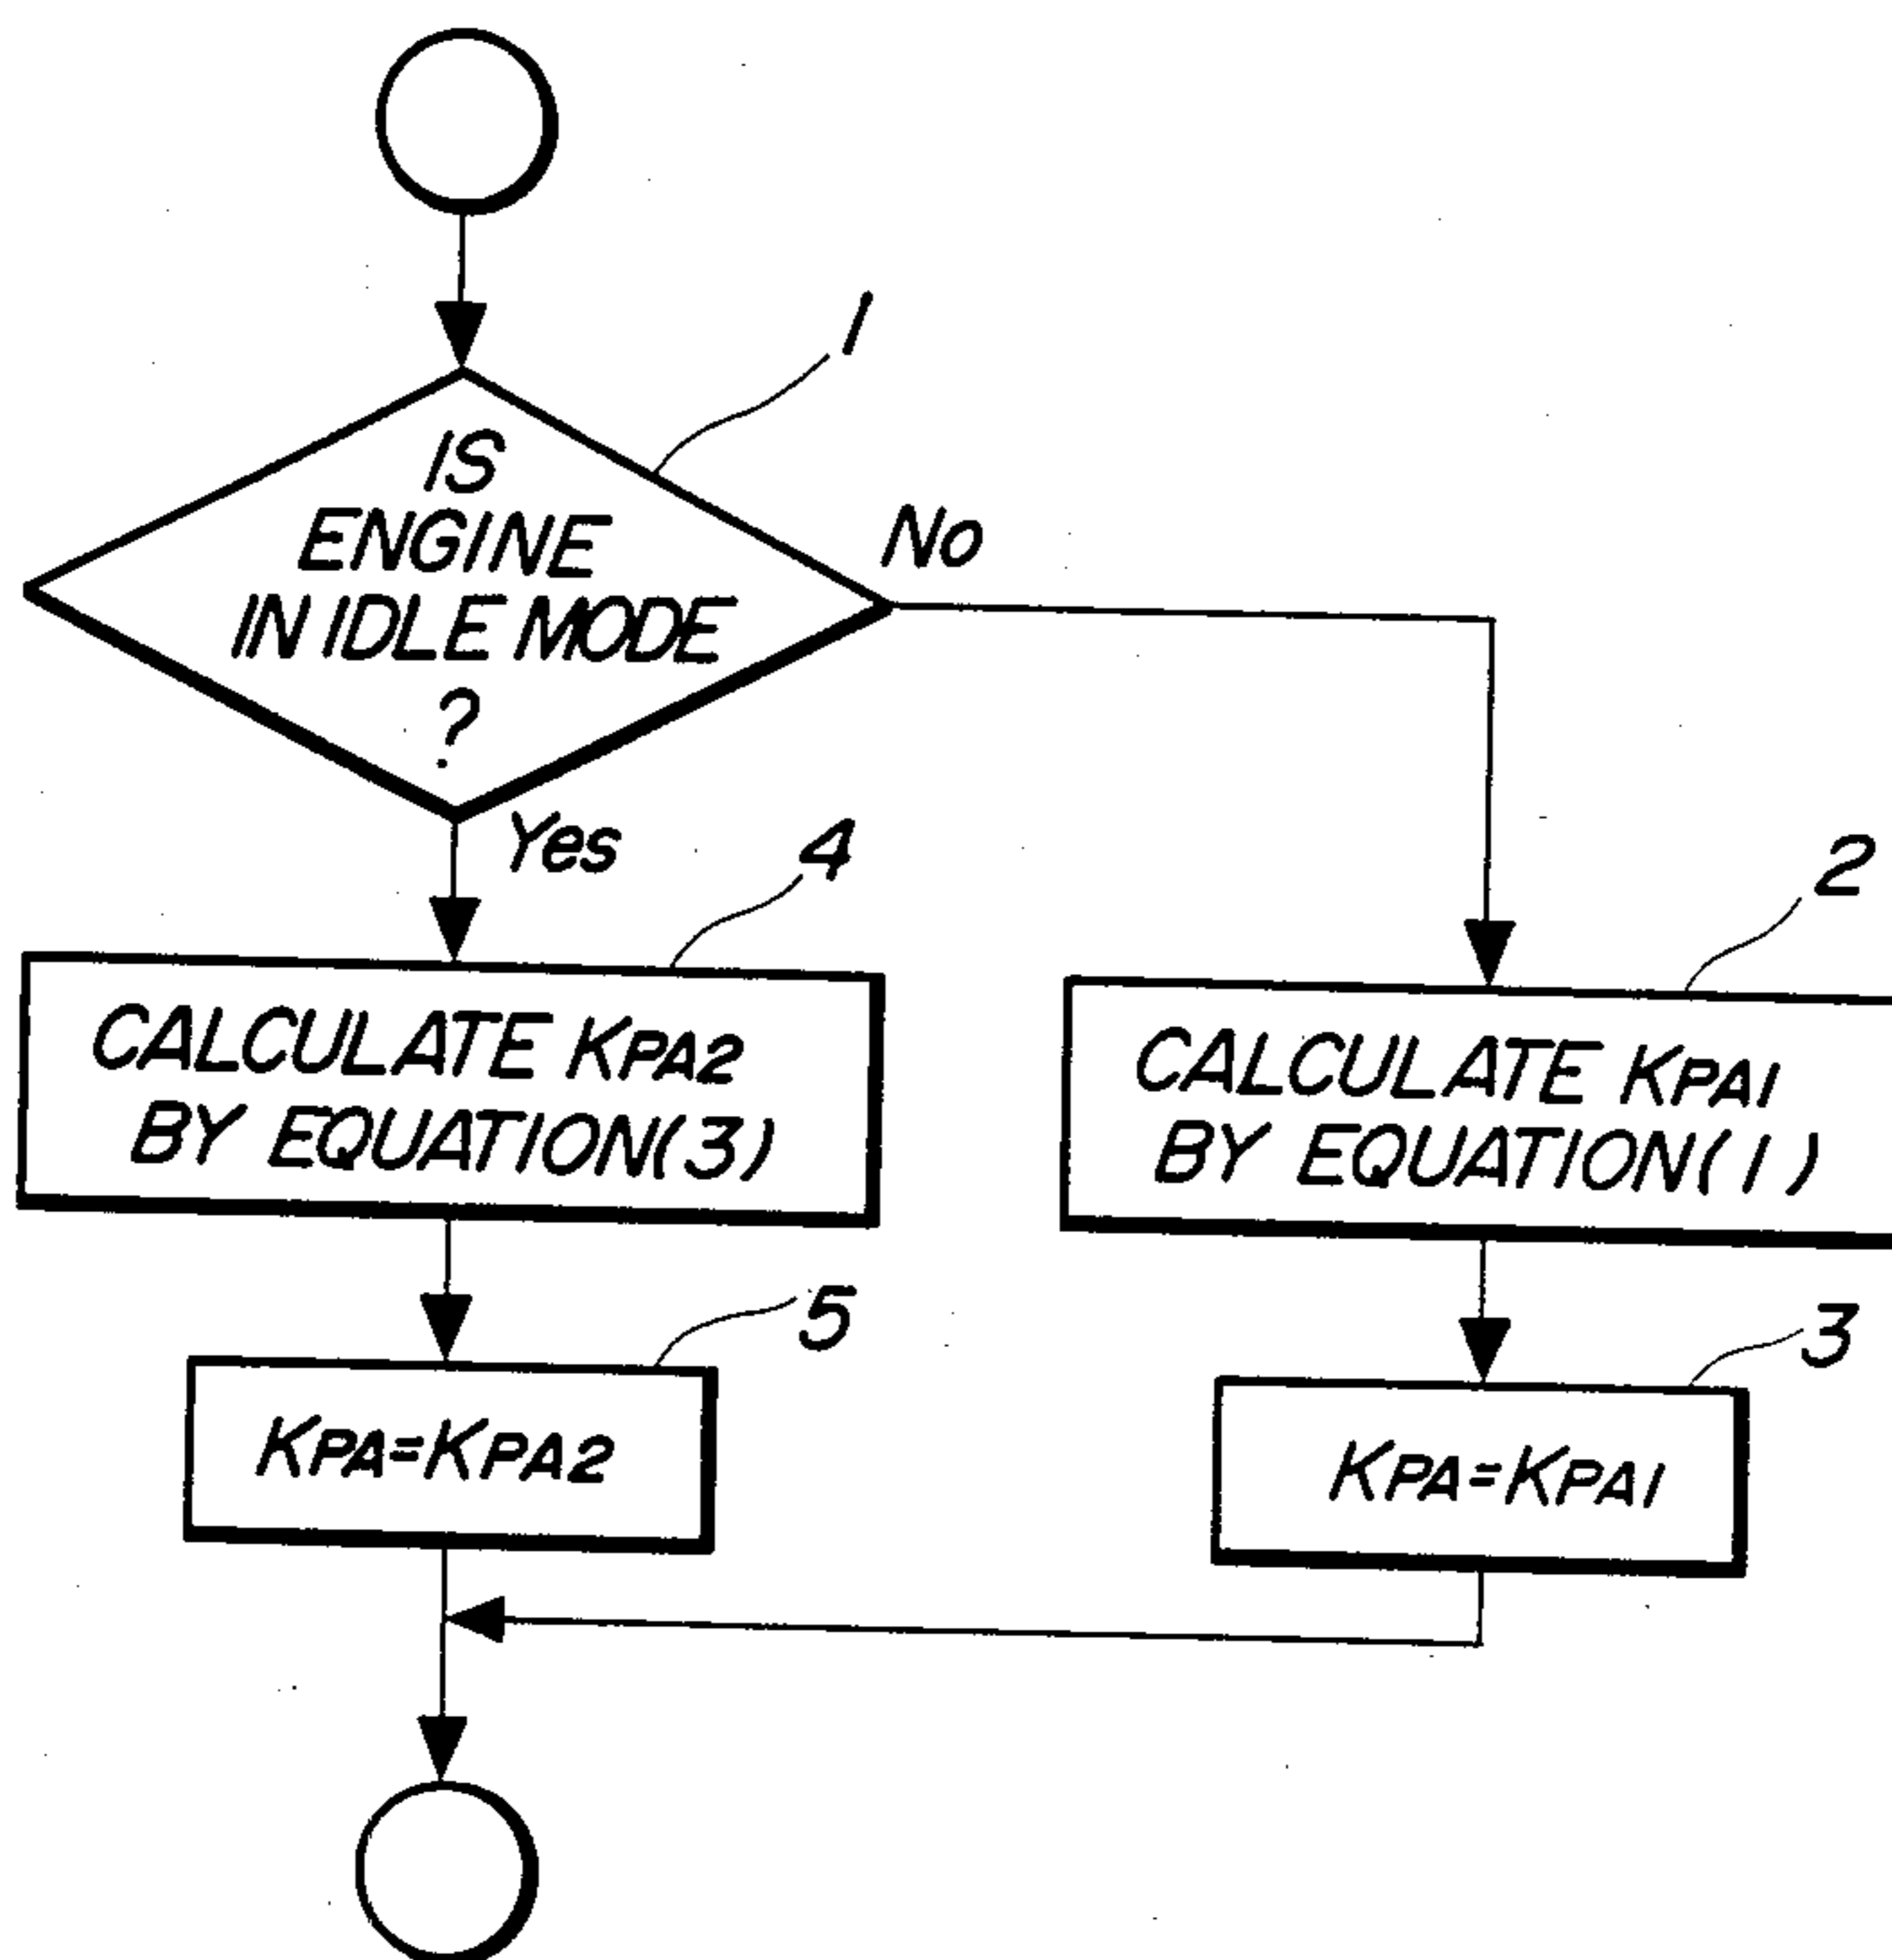 1
IS
ENGINE
IN IDLE MODE
?
No
Yes
4
CALCULATE KPA2
BY EQUATION(3)
2
CALCULATE KPA1
BY EQUATION(1)
5
KPA=KPA2
3
KPA=KPA1